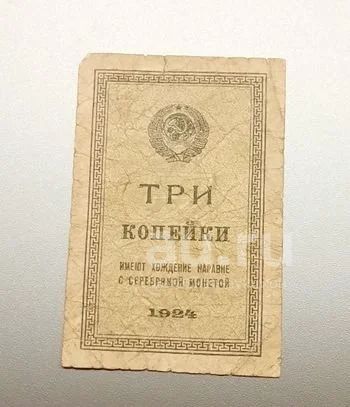 ТРИ
КОПЕЙКИ
ИМЕЮТ ХОЖДЕНИЕ НАРАВНЕ
С СЕРЕБРЯНОЙ МОНЕТОЙ
1924